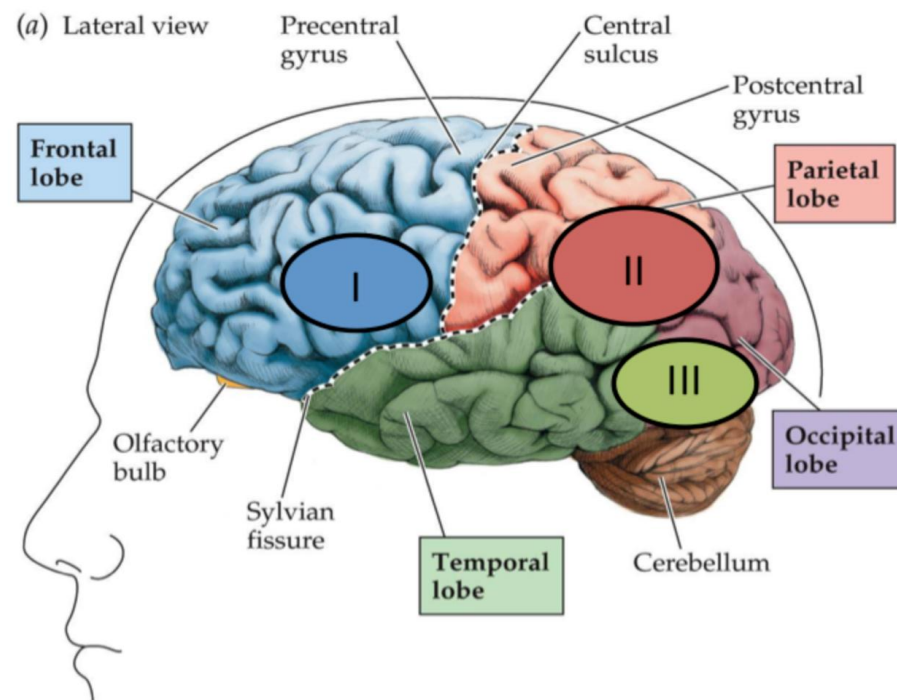 (a) Lateral view
Precentral
gyrus
Central
sulcus
Postcentral
gyrus
Frontal
lobe
Parietal
lobe
I
II
III
Olfactory
bulb
Sylvian
fissure
Temporal
lobe
Cerebellum
Occipital
lobe